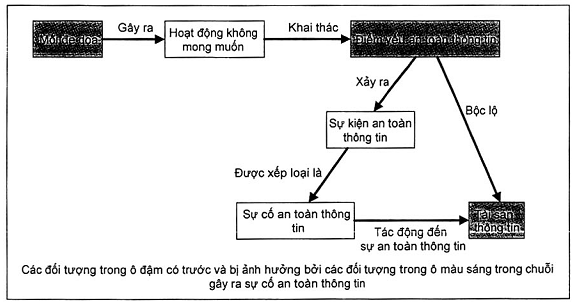 Gây ra
Khai thác
Mối đe dọa
Hoạt động không
mong muốn
Điểm yếu an toàn thông tin
Xảy ra
Bộc lộ
Sự kiện an toàn
thông tin
Được xếp loại là
Sự cố an toàn thông
tin
Tác động đến
sự an toàn thông tin
Tài sản
thông tin
Các đối tượng trong ô đậm có trước và bị ảnh hưởng bởi các đối tượng trong ô màu sáng trong chuỗi
gây ra sự cố an toàn thông tin